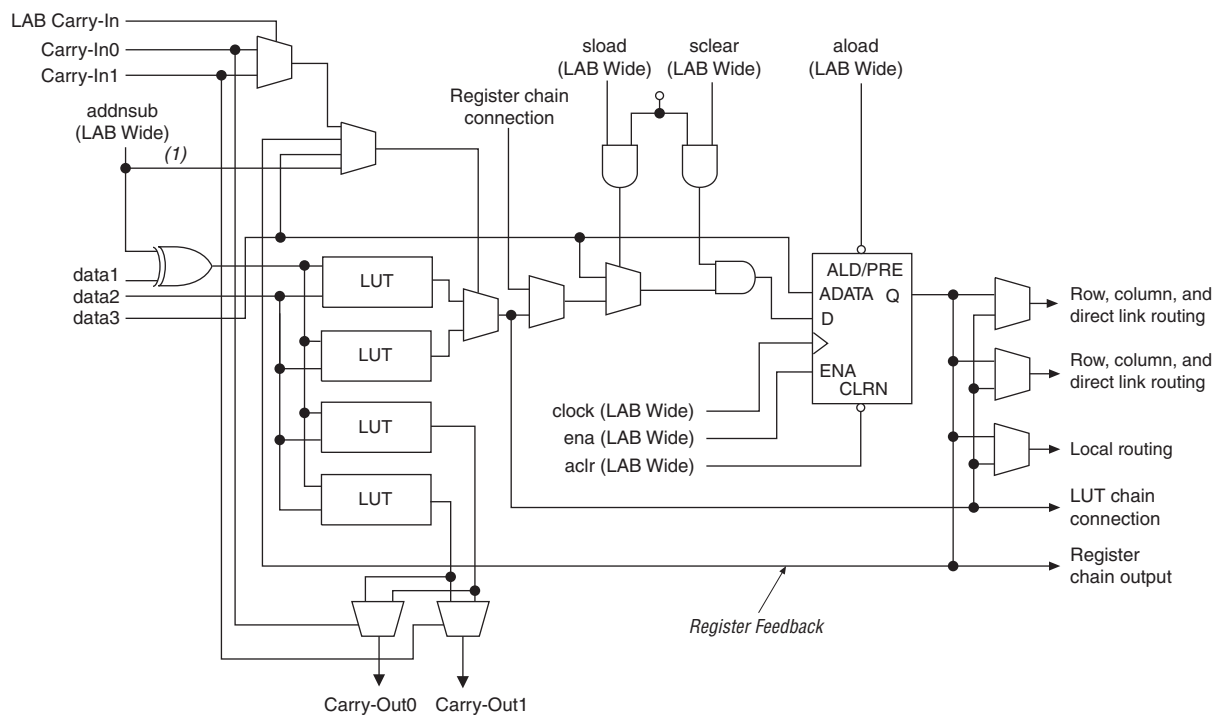 LAB Carry-In
Carry-In0
Carry-In1
addnsub
(LAB Wide)
(1)
Register chain
connection
sload
(LAB Wide)
sclear
(LAB Wide)
aload
(LAB Wide)
data1
data2
data3
LUT
LUT
LUT
LUT
ALD/PRE
ADATA
Q
D
ENA
CLRN
clock (LAB Wide)
ena (LAB Wide)
aclr (LAB Wide)
Row, column, and
direct link routing
Row, column, and
direct link routing
Local routing
LUT chain
connection
Register
chain output
Register Feedback
Carry-Out0
Carry-Out1